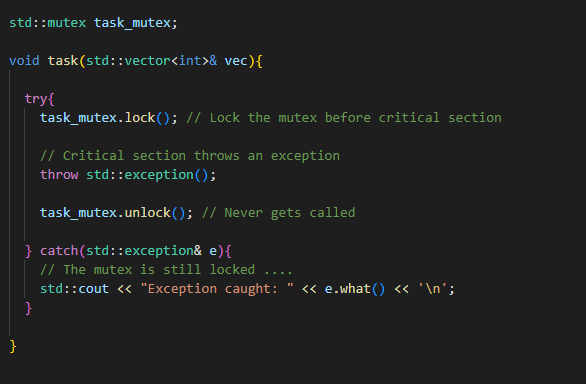 std::mutex task_mutex;
void task(std::vector<int>& vec){
try{
task_mutex.lock(); // Lock the mutex before critical section
// Critical section throws an exception
throw std::exception();
task_mutex.unlock(); // Never gets called
} catch(std::exception& e){
// The mutex is still locked ....
std::cout << "Exception caught: " << e.what() << '\n';
}
}